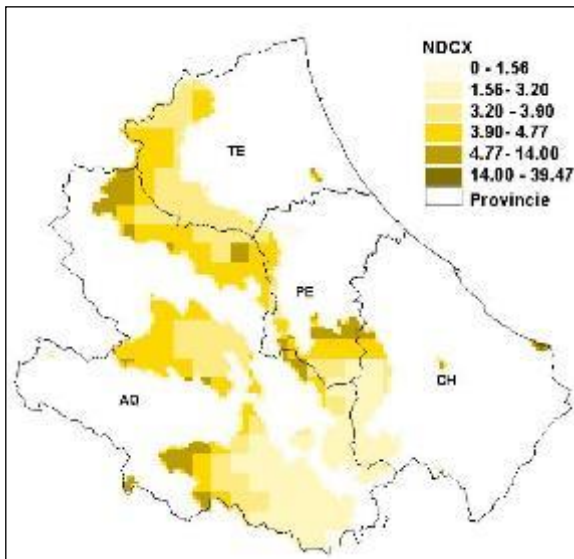 NDCX
0 - 1.56
1.56- 3.20
3.20 - 3.90
3.90 - 4.77
4.77- 14.00
14.00 - 39.47
Provincie
TE
PE
CH
AQ